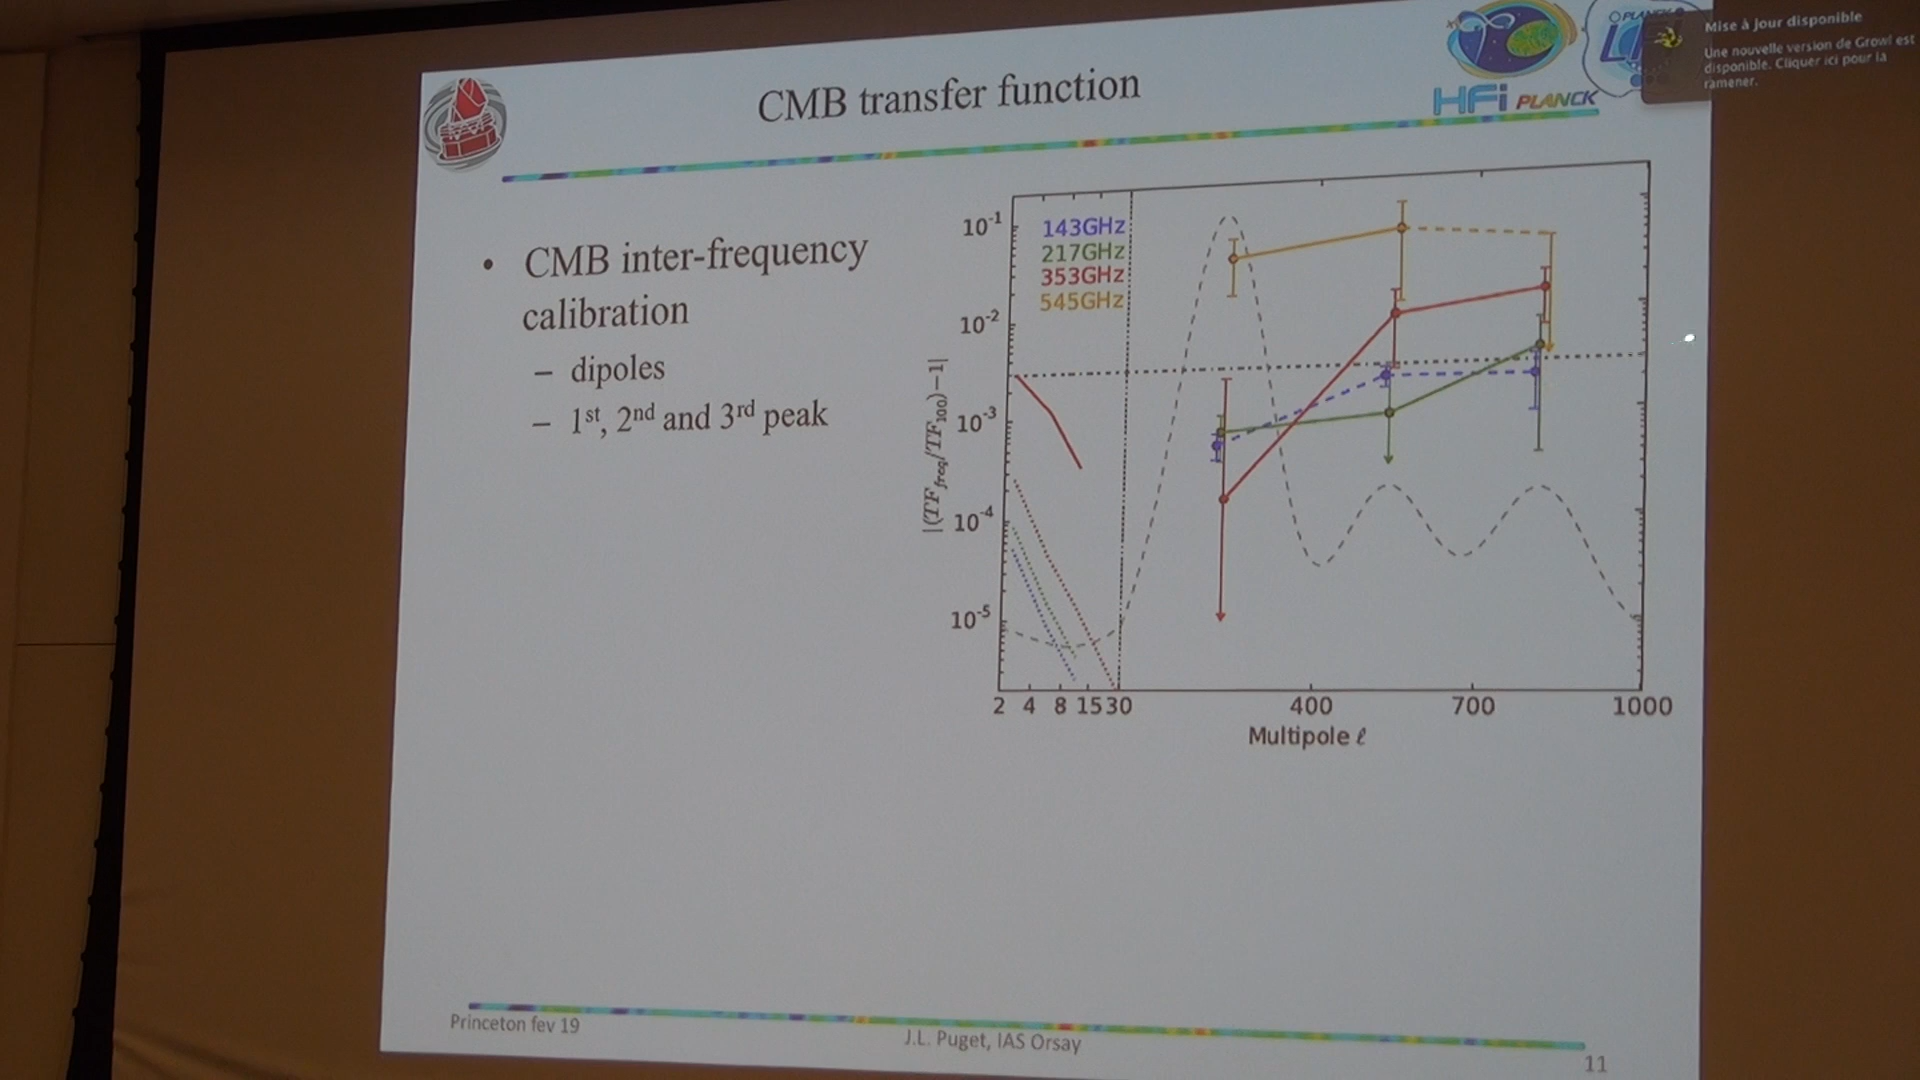 CMB transfer function
HFi PLANCK
Mise à Jour disponible
Une nouvelle version de Growl est
disponible. Cliquer ici pour la
ramener.
• CMB inter-frequency
calibration
– dipoles
– 1st, 2nd and 3rd peak
143GHz
217GHz
353GHz
545GHz
10-1
10-2
10-3
10-4
10-5
|(TFfreq/TF100)−1|
2 4 8 15 30 400 700 1000
Multipole ℓ
Princeton fev 19
J.L. Puget, IAS Orsay
11